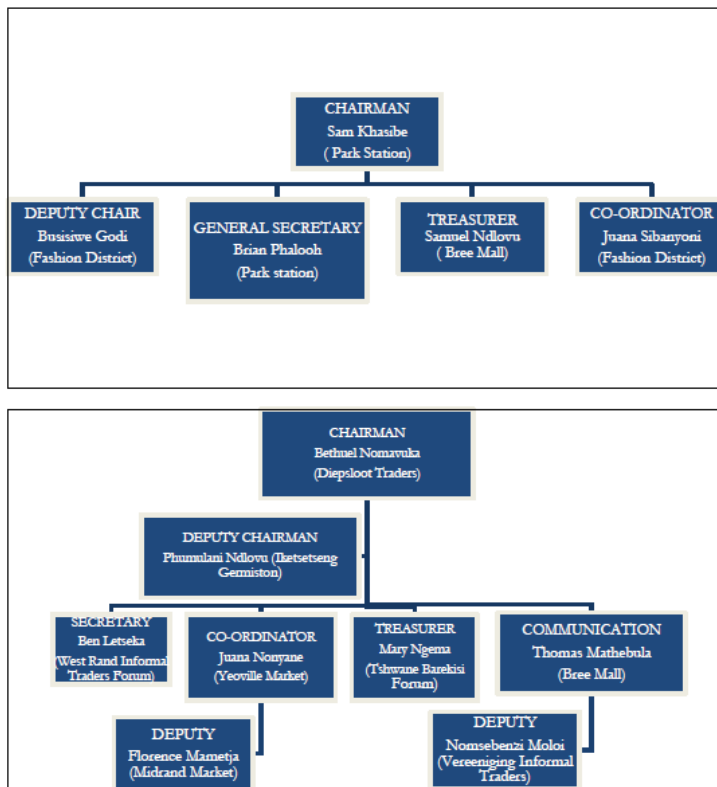 CHAIRMAN
Sam Khasibe
( Park Station)
DEPUTY CHAIR
Busisiwe Godi
(Fashion District)
GENERAL SECRETARY
Brian Phalooh
(Park station)
TREASURER
Samuel Ndlovu
( Bree Mall)
CO-ORDINATOR
Juana Sibanyoni
(Fashion District)
CHAIRMAN
Bethuel Nomavuka
(Diepsloot Traders)
DEPUTY CHAIRMAN
Phumulani Ndlovu (Iketsetseng
Germiston)
SECRETARY
Ben Letseka
(West Rand Informal
Traders Forum)
CO-ORDINATOR
Juana Nonyane
(Yeoville Market)
TREASURER
Mary Ngema
(Tshwane Barekisi
Forum)
COMMUNICATION
Thomas Mathebula
(Bree Mall)
DEPUTY
Florence Mametja
(Midrand Market)
DEPUTY
Nomsebenzi Moloi
(Vereeniging Informal
Traders)